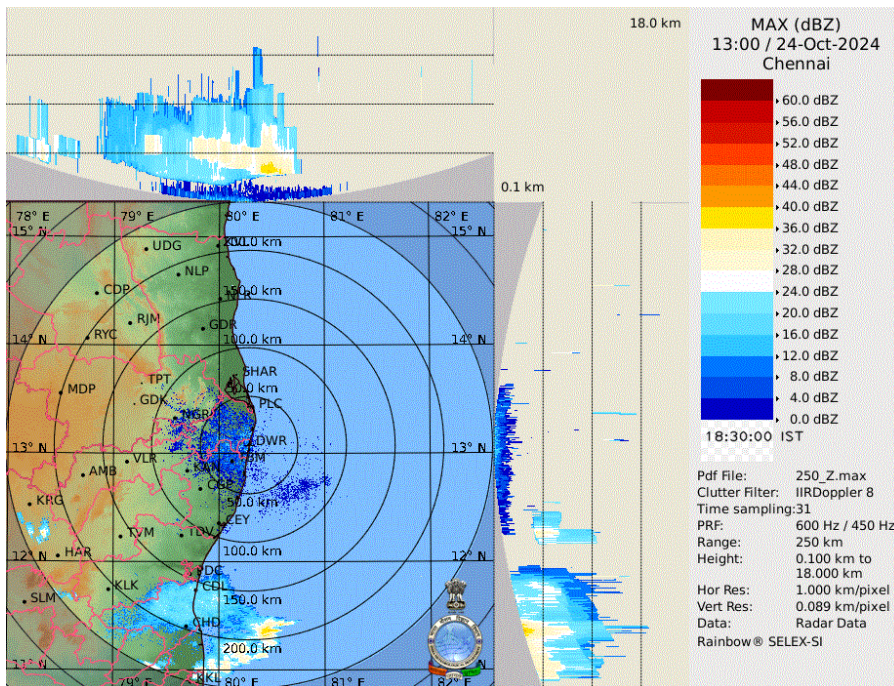 18.0 km
0.1 km
MAX (dBZ)
13:00 / 24-Oct-2024
Chennai
60.0 dBZ
56.0 dBZ
52.0 dBZ
48.0 dBZ
44.0 dBZ
40.0 dBZ
36.0 dBZ
32.0 dBZ
28.0 dBZ
24.0 dBZ
20.0 dBZ
16.0 dBZ
12.0 dBZ
8.0 dBZ
4.0 dBZ
0.0 dBZ
18:30:00 IST
Pdf File: 250_Z.max
Clutter Filter: IIRDoppler 8
Time sampling:31
PRF: 600 Hz / 450 Hz
Range: 250 km
Height: 0.100 km to
18.000 km
Hor Res: 1.000 km/pixel
Vert Res: 0.089 km/pixel
Data: Radar Data
Rainbow® SELEX-SI
78° E 79° E 80° E 81° E 82° E
15° N 15° N
UDG
NLP
CDP 150.0 km
RJM
GDR
RYC
14° N 100.0 km 14° N
SHAR
TPT
MDP
GDK PLC
NGR
13° N DWR 13° N
VLR
AMB KAN
CGP
KRG 50.0 km
CEY
TVM TDV
HAR 100.0 km
12° N 12° N
KLK CDL
SLM 150.0 km
CHD
200.0 km
11° N 11° N
KKL
79° E 80° E 81° E 82° E